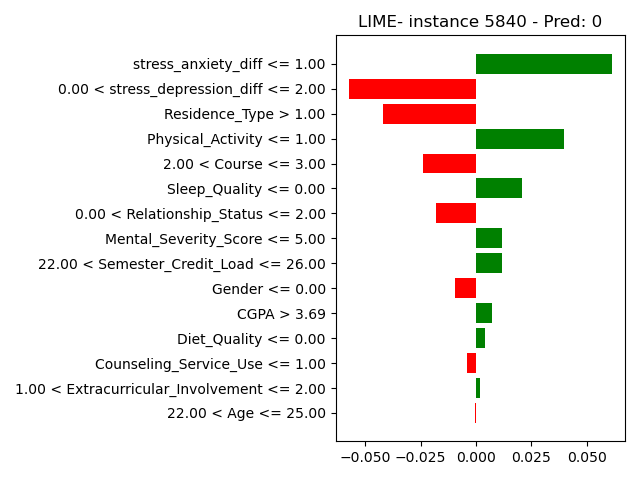 LIME- instance 5840 - Pred: 0
stress_anxiety_diff <= 1.00
0.00 < stress_depression_diff <= 2.00
Residence_Type > 1.00
Physical_Activity <= 1.00
2.00 < Course <= 3.00
Sleep_Quality <= 0.00
0.00 < Relationship_Status <= 2.00
Mental_Severity_Score <= 5.00
22.00 < Semester_Credit_Load <= 26.00
Gender <= 0.00
CGPA > 3.69
Diet_Quality <= 0.00
Counseling_Service_Use <= 1.00
1.00 < Extracurricular_Involvement <= 2.00
22.00 < Age <= 25.00
−0.050 −0.025 0.000 0.025 0.050